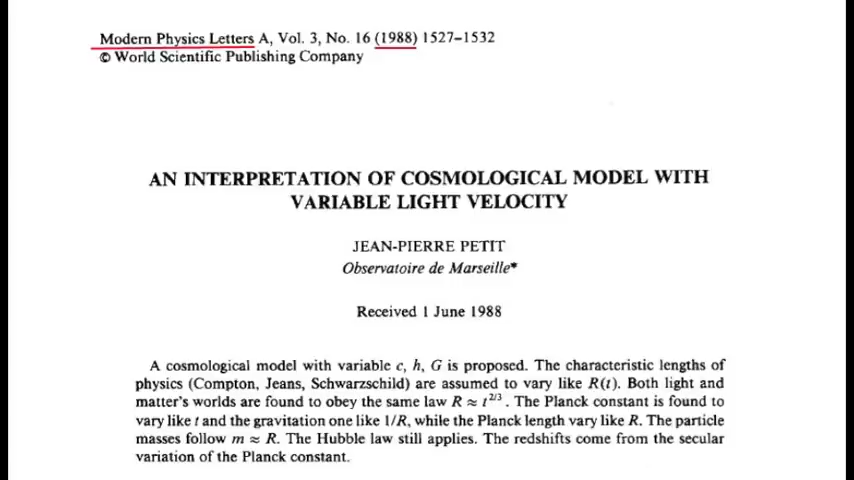 Modern Physics Letters A, Vol. 3, No. 16 (1988) 1527–1532
© World Scientific Publishing Company
AN INTERPRETATION OF COSMOLOGICAL MODEL WITH
VARIABLE LIGHT VELOCITY
JEAN-PIERRE PETIT
Observatoire de Marseille*
Received 1 June 1988
A cosmological model with variable c, h, G is proposed. The characteristic lengths of
physics (Compton, Jeans, Schwarzschild) are assumed to vary like R(t). Both light and
matter's worlds are found to obey the same law R ≈ t²ᐟ³. The Planck constant is found to
vary like t and the gravitation one like 1/R, while the Planck length vary like R. The particle
masses follow m ≈ R. The Hubble law still applies. The redshifts come from the secular
variation of the Planck constant.